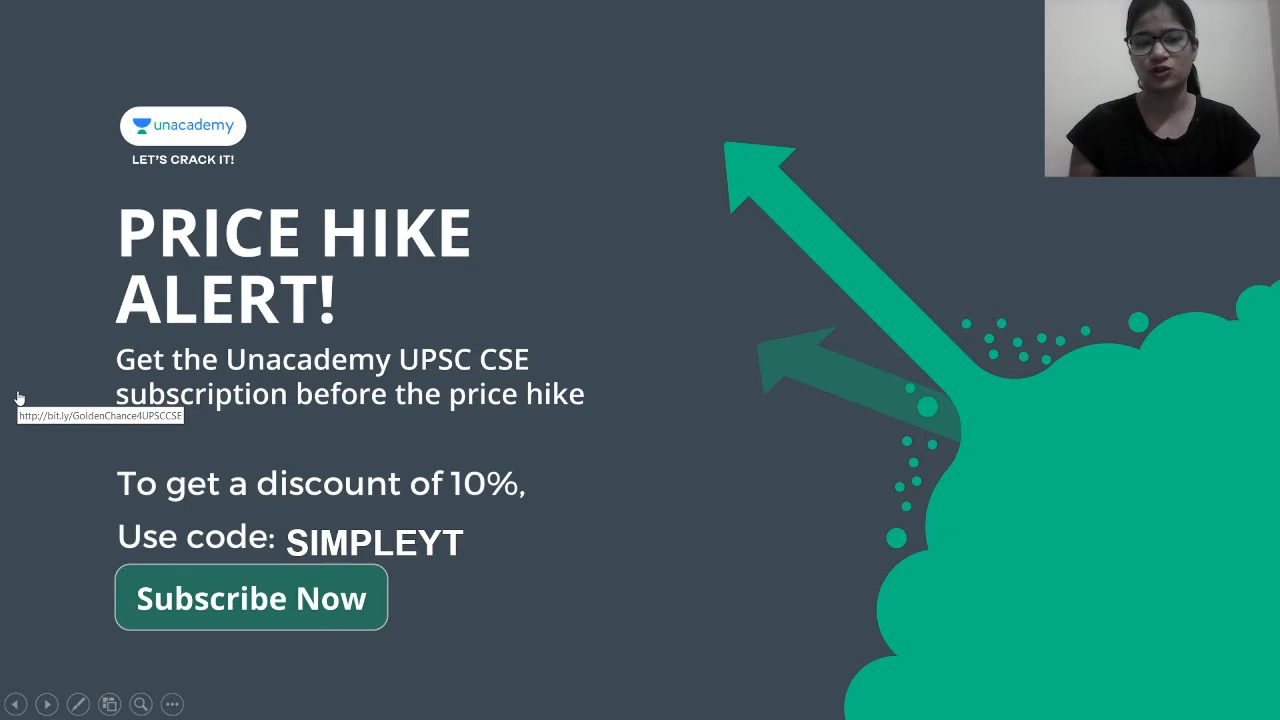 unacademy
LET'S CRACK IT!
PRICE HIKE
ALERT!
Get the Unacademy UPSC CSE
subscription before the price hike
http://bit.ly/GoldenChance4UPSCCSE
To get a discount of 10%,
Use code: SIMPLEYT
Subscribe Now